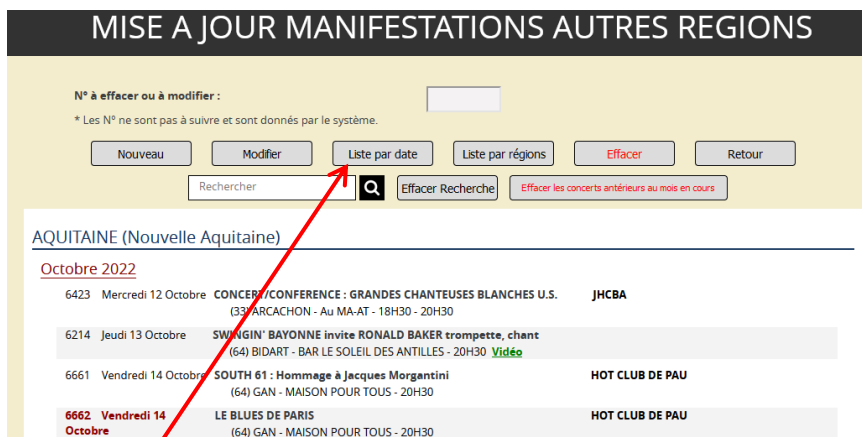 MISE A JOUR MANIFESTATIONS AUTRES REGIONS
N° à effacer ou à modifier :
* Les N° ne sont pas à suivre et sont donnés par le système.
Nouveau Modifier Liste par date Liste par régions Effacer Retour
Rechercher Effacer Recherche Effacer les concerts antérieurs au mois en cours
AQUITAINE (Nouvelle Aquitaine)
Octobre 2022
6423 Mercredi 12 Octobre CONCERT/CONFERENCE : GRANDES CHANTEUSES BLANCHES U.S. JHCBA
(33) ARCACHON - Au MA-AT - 18H30 - 20H30
6214 Jeudi 13 Octobre SWINGIN' BAYONNE invite RONALD BAKER trompette, chant
(64) BIDART - BAR LE SOLEIL DES ANTILLES - 20H30 Vidéo
6661 Vendredi 14 Octobre SOUTH 61 : Hommage à Jacques Morgantini HOT CLUB DE PAU
(64) GAN - MAISON POUR TOUS - 20H30
6662 Vendredi 14 LE BLUES DE PARIS HOT CLUB DE PAU
Octobre (64) GAN - MAISON POUR TOUS - 20H30